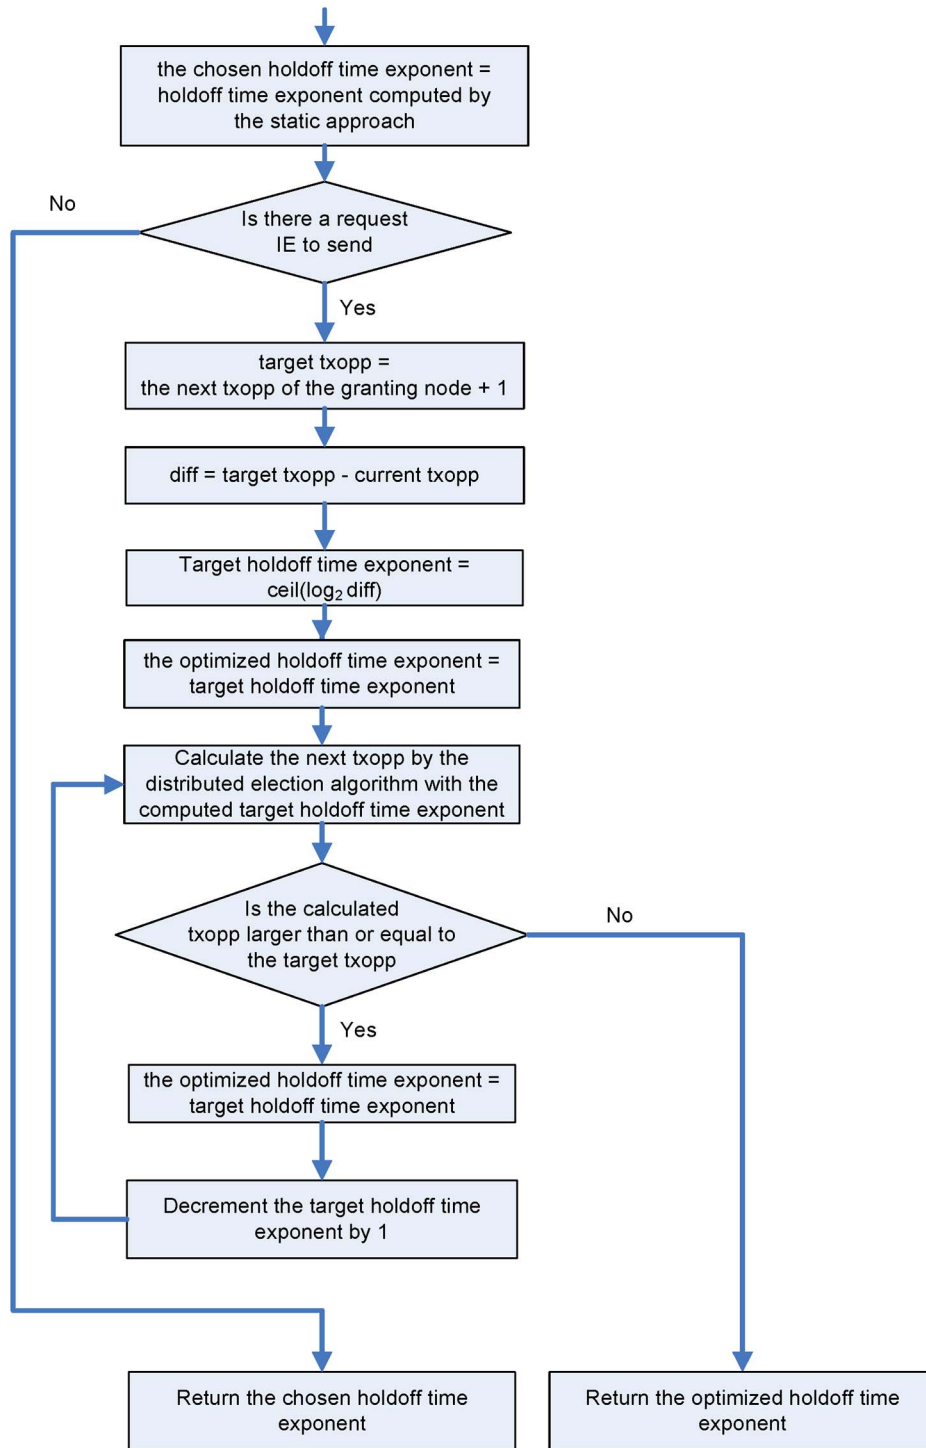 the chosen holdoff time exponent =
holdoff time exponent computed by
the static approach
No
Is there a request
IE to send
Yes
target txopp =
the next txopp of the granting node + 1
diff = target txopp - current txopp
Target holdoff time exponent =
ceil(log₂ diff)
the optimized holdoff time exponent =
target holdoff time exponent
Calculate the next txopp by the
distributed election algorithm with the
computed target holdoff time exponent
Is the calculated
txopp larger than or equal to
the target txopp
No
Yes
the optimized holdoff time exponent =
target holdoff time exponent
Decrement the target holdoff time
exponent by 1
Return the chosen holdoff time
exponent
Return the optimized holdoff time
exponent